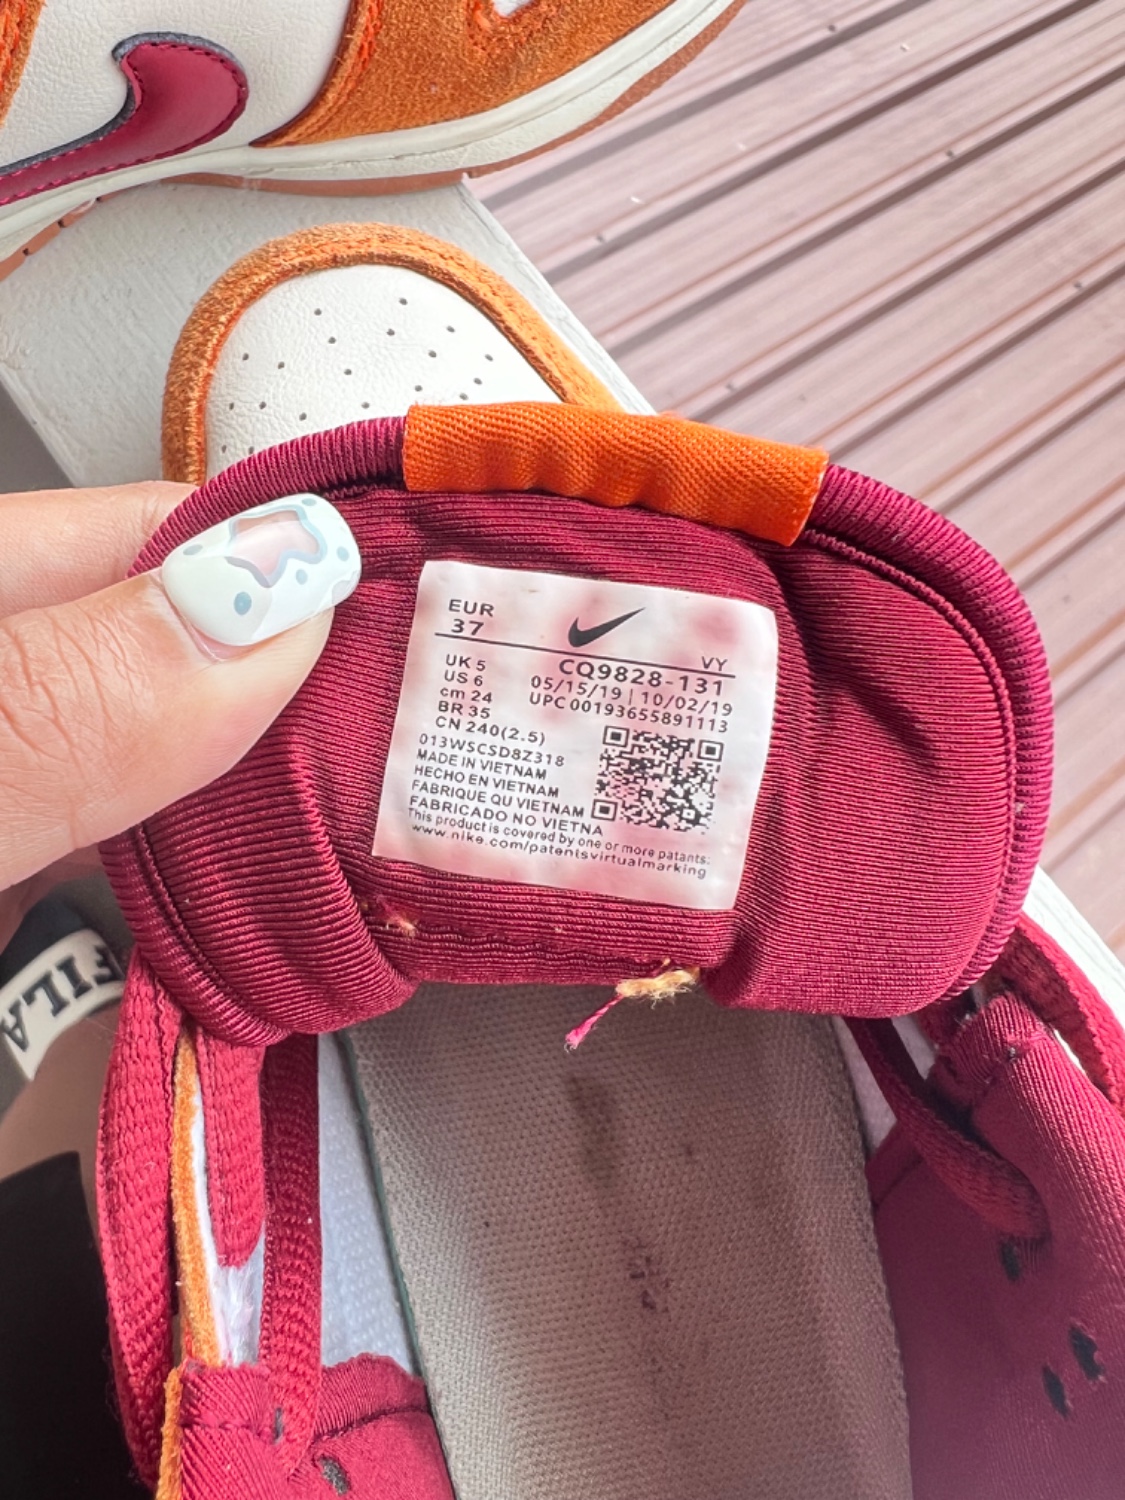 EUR
37
VY
UK 5
US 6
cm 24
BR 35
CN 240(2.5)
CQ9828-131
05/15/19 | 10/02/19
UPC 00193655891113
013WSCSD8Z318
MADE IN VIETNAM
HECHO EN VIETNAM
FABRIQUE QU VIETNAM
FABRICADO NO VIETNA
This product is covered by one or more patants:
www.nike.com/patentsvirtualmarking
FILA